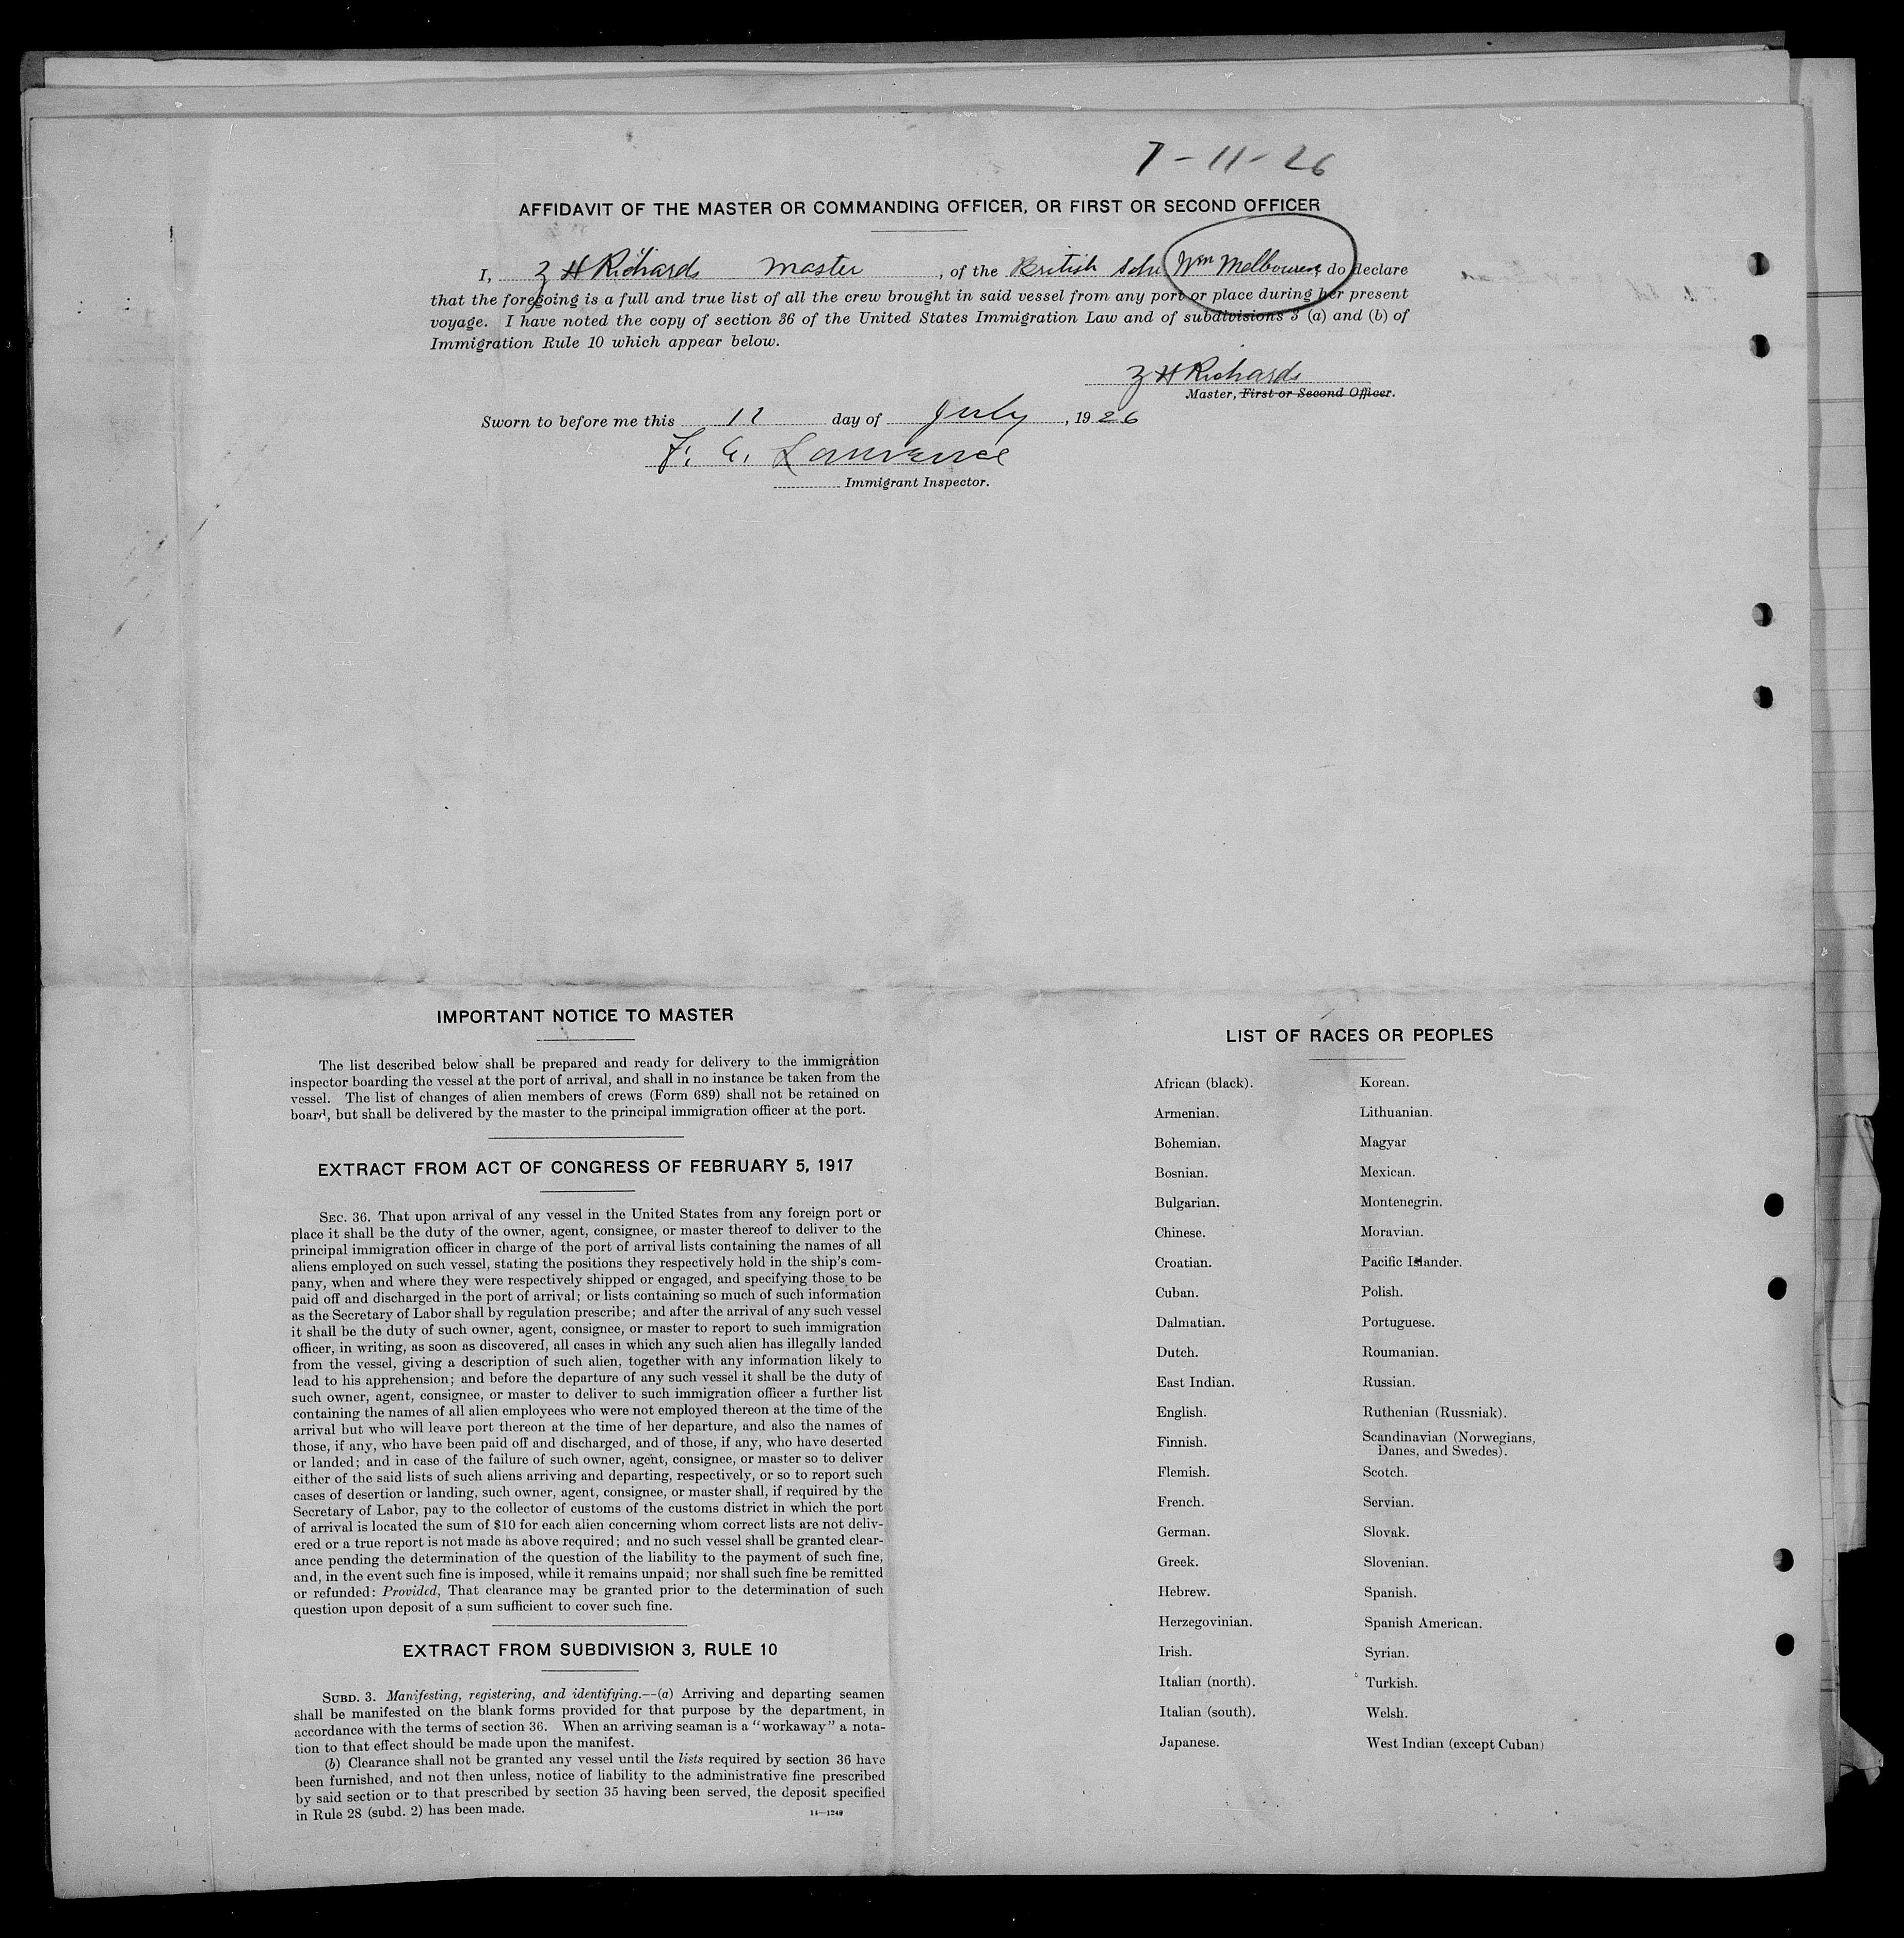 7-11-26
AFFIDAVIT OF THE MASTER OR COMMANDING OFFICER, OR FIRST OR SECOND OFFICER
I, Z H Richards Master, of the British Schr Wm Melbourne, do declare
that the foregoing is a full and true list of all the crew brought in said vessel from any port or place during her present
voyage. I have noted the copy of section 36 of the United States Immigration Law and of subdivisions 3 (a) and (b) of
Immigration Rule 10 which appear below.
Z H Richards
Master, First or Second Officer.
Sworn to before me this 11 day of July, 1926
F. A. Lawrence
Immigrant Inspector.
IMPORTANT NOTICE TO MASTER
The list described below shall be prepared and ready for delivery to the immigration
inspector boarding the vessel at the port of arrival, and shall in no instance be taken from the
vessel. The list of changes of alien members of crews (Form 689) shall not be retained on
board, but shall be delivered by the master to the principal immigration officer at the port.
EXTRACT FROM ACT OF CONGRESS OF FEBRUARY 5, 1917
SEC. 36. That upon arrival of any vessel in the United States from any foreign port or
place it shall be the duty of the owner, agent, consignee, or master thereof to deliver to the
principal immigration officer in charge of the port of arrival lists containing the names of all
aliens employed on such vessel, stating the positions they respectively hold in the ship's com-
pany, when and where they were respectively shipped or engaged, and specifying those to be
paid off and discharged in the port of arrival; or lists containing so much of such information
as the Secretary of Labor shall by regulation prescribe; and after the arrival of any such vessel
it shall be the duty of such owner, agent, consignee, or master to report to such immigration
officer, in writing, as soon as discovered, all cases in which any such alien has illegally landed
from the vessel, giving a description of such alien, together with any information likely to
lead to his apprehension; and before the departure of any such vessel it shall be the duty of
such owner, agent, consignee, or master to deliver to such immigration officer a further list
containing the names of all alien employees who were not employed thereon at the time of the
arrival but who will leave port thereon at the time of her departure, and also the names of
those, if any, who have been paid off and discharged, and of those, if any, who have deserted
or landed; and in case of the failure of such owner, agent, consignee, or master so to deliver
either of the said lists of such aliens arriving and departing, respectively, or so to report such
cases of desertion or landing, such owner, agent, consignee, or master shall, if required by the
Secretary of Labor, pay to the collector of customs of the customs district in which the port
of arrival is located the sum of $10 for each alien concerning whom correct lists are not deliv-
ered or a true report is not made as above required; and no such vessel shall be granted clear-
ance pending the determination of the question of the liability to the payment of such fine,
and, in the event such fine is imposed, while it remains unpaid; nor shall such fine be remitted
or refunded: Provided, That clearance may be granted prior to the determination of such
question upon deposit of a sum sufficient to cover such fine.
EXTRACT FROM SUBDIVISION 3, RULE 10
SUBD. 3. Manifesting, registering, and identifying.—(a) Arriving and departing seamen
shall be manifested on the blank forms provided for that purpose by the department, in
accordance with the terms of section 36. When an arriving seaman is a "workaway" a nota-
tion to that effect should be made upon the manifest.
(b) Clearance shall not be granted any vessel until the lists required by section 36 have
been furnished, and not then unless, notice of liability to the administrative fine prescribed
by said section or to that prescribed by section 35 having been served, the deposit specified
in Rule 28 (subd. 2) has been made.
14—1248
LIST OF RACES OR PEOPLES
African (black).
Armenian.
Bohemian.
Bosnian.
Bulgarian.
Chinese.
Croatian.
Cuban.
Dalmatian.
Dutch.
East Indian.
English.
Finnish.
Flemish.
French.
German.
Greek.
Hebrew.
Herzegovinian.
Irish.
Italian (north).
Italian (south).
Japanese.
Korean.
Lithuanian.
Magyar
Mexican.
Montenegrin.
Moravian.
Pacific Islander.
Polish.
Portuguese.
Roumanian.
Russian.
Ruthenian (Russniak).
Scandinavian (Norwegians,
Danes, and Swedes).
Scotch.
Servian.
Slovak.
Slovenian.
Spanish.
Spanish American.
Syrian.
Turkish.
Welsh.
West Indian (except Cuban)